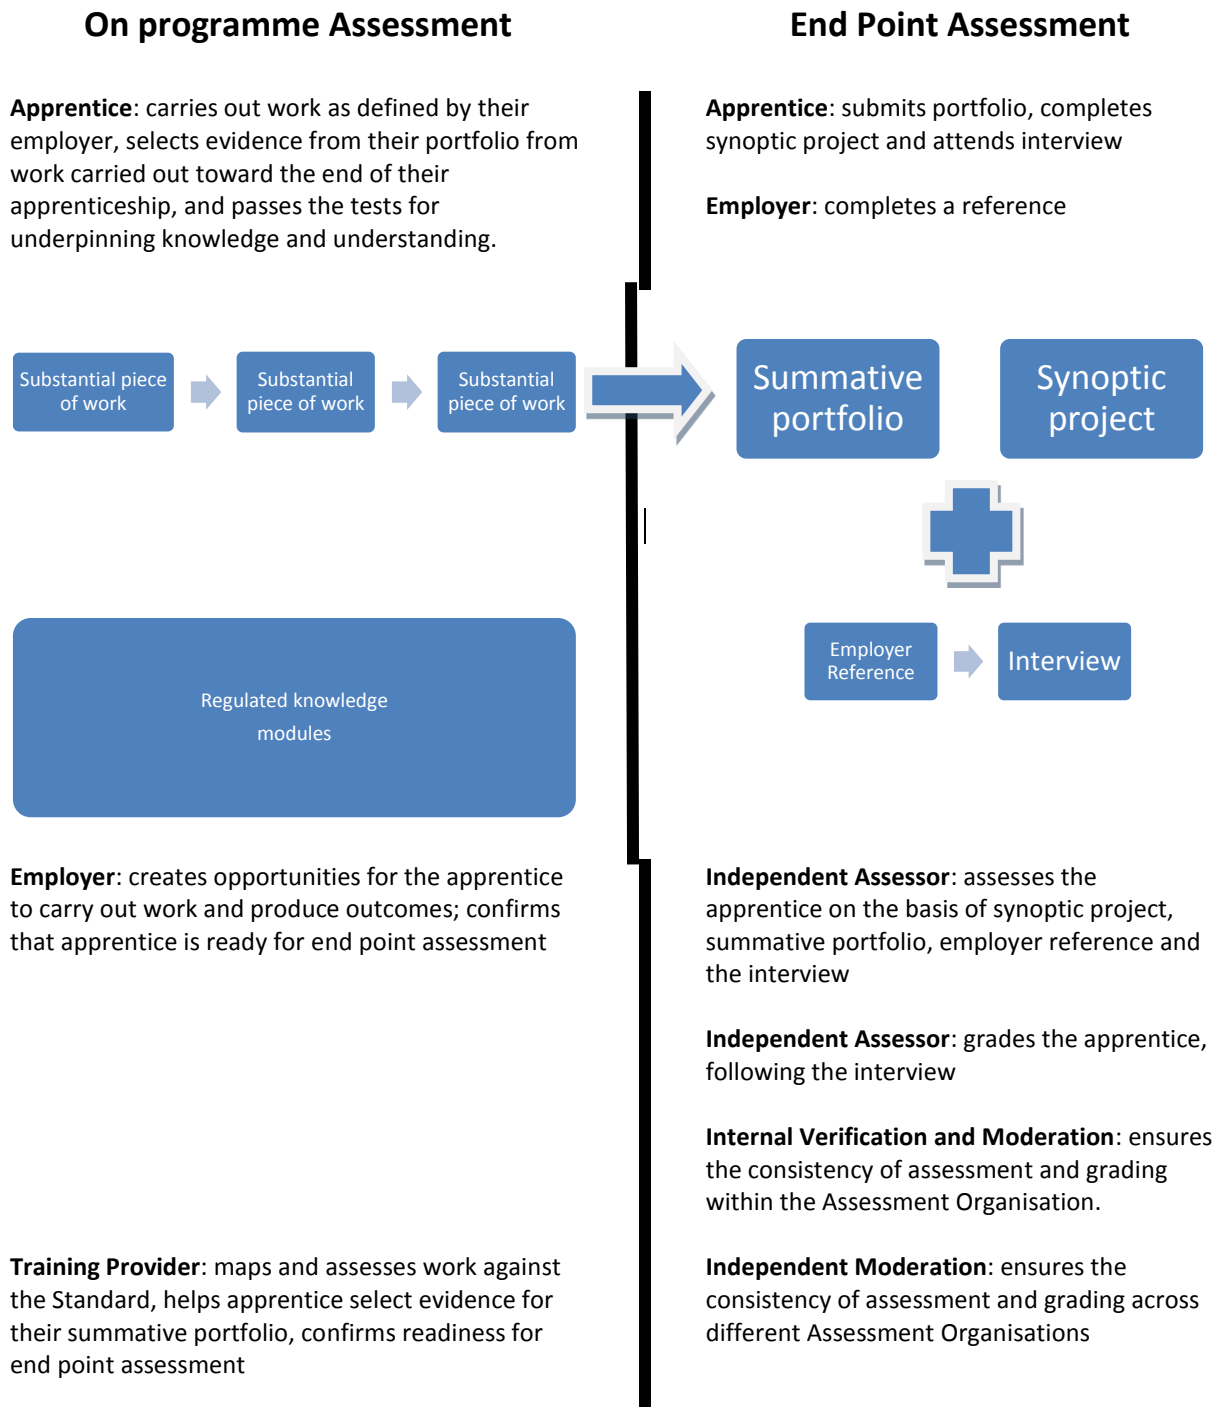 On programme Assessment
End Point Assessment
Apprentice: carries out work as defined by their
employer, selects evidence from their portfolio from
work carried out toward the end of their
apprenticeship, and passes the tests for
underpinning knowledge and understanding.
Apprentice: submits portfolio, completes
synoptic project and attends interview
Employer: completes a reference
Substantial piece
of work
Substantial
piece of work
Substantial
piece of work
Summative
portfolio
Synoptic
project
Regulated knowledge
modules
Employer
Reference
Interview
Employer: creates opportunities for the apprentice
to carry out work and produce outcomes; confirms
that apprentice is ready for end point assessment
Training Provider: maps and assesses work against
the Standard, helps apprentice select evidence for
their summative portfolio, confirms readiness for
end point assessment
Independent Assessor: assesses the
apprentice on the basis of synoptic project,
summative portfolio, employer reference and
the interview
Independent Assessor: grades the apprentice,
following the interview
Internal Verification and Moderation: ensures
the consistency of assessment and grading
within the Assessment Organisation.
Independent Moderation: ensures the
consistency of assessment and grading across
different Assessment Organisations